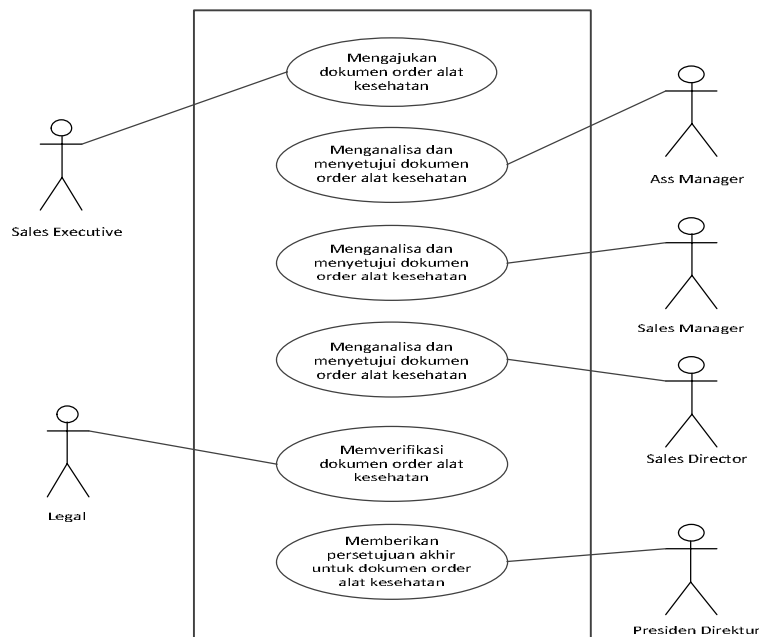 Mengajukan
dokumen order alat
kesehatan
Menganalisa dan
menyetujui dokumen
order alat kesehatan
Ass Manager
Sales Executive
Menganalisa dan
menyetujui dokumen
order alat kesehatan
Sales Manager
Menganalisa dan
menyetujui dokumen
order alat kesehatan
Sales Director
Memverifikasi
dokumen order alat
kesehatan
Legal
Memberikan
persetujuan akhir
untuk dokumen order
alat kesehatan
Presiden Direktur